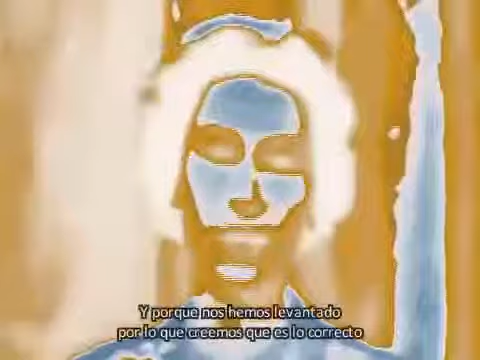 Y porque nos hemos levantado
por lo que creemos que es lo correcto